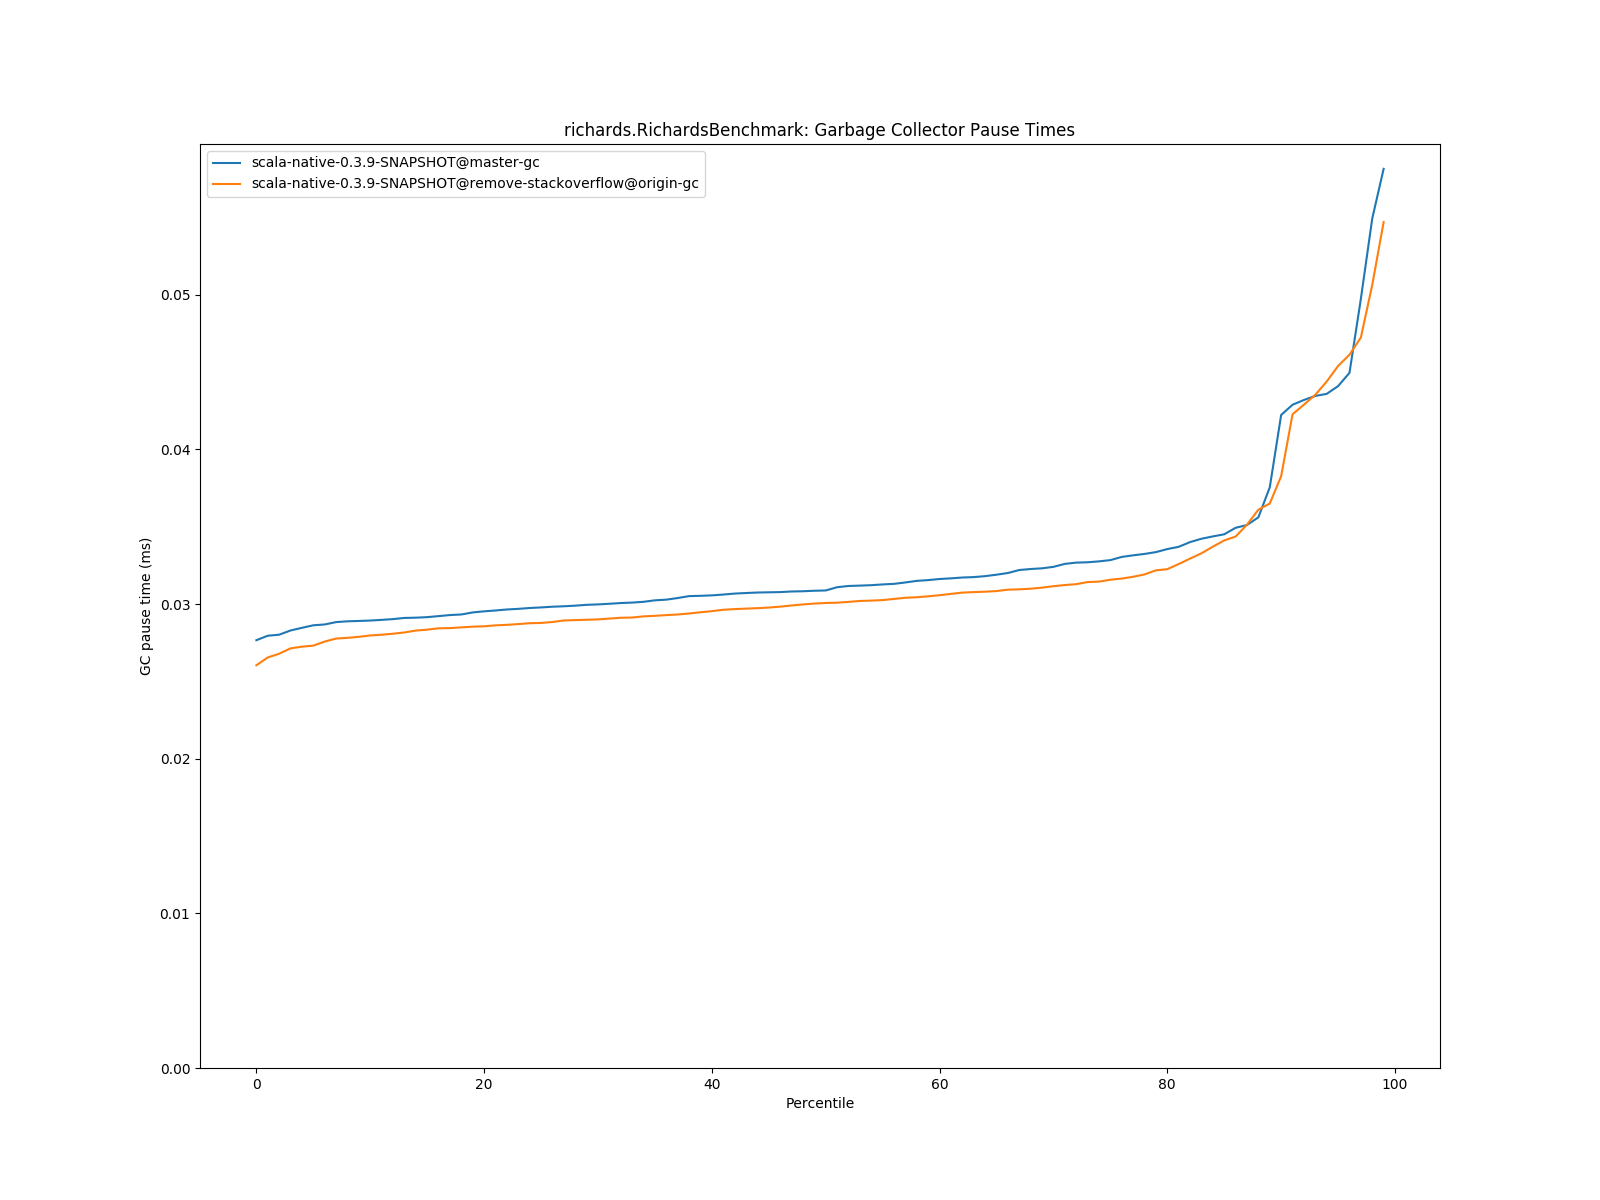 richards.RichardsBenchmark: Garbage Collector Pause Times
scala-native-0.3.9-SNAPSHOT@master-gc
scala-native-0.3.9-SNAPSHOT@remove-stackoverflow@origin-gc
GC pause time (ms)
0.05
0.04
0.03
0.02
0.01
0.00
0 20 40 60 80 100
Percentile